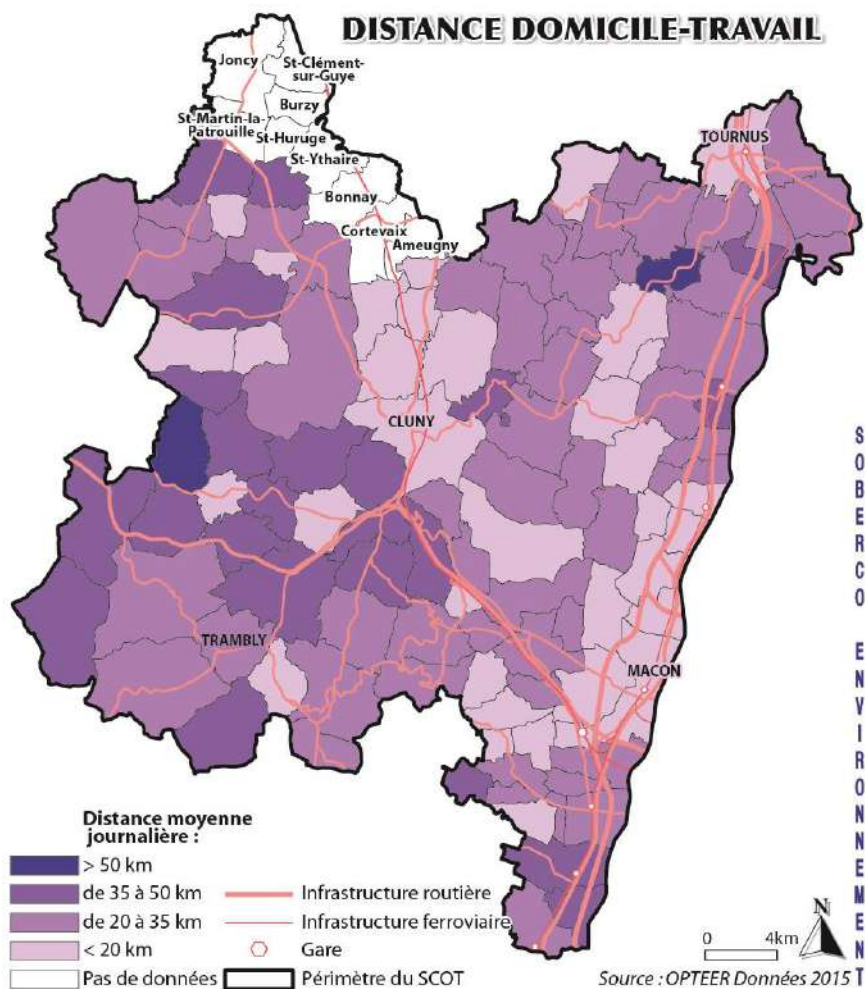 DISTANCE DOMICILE-TRAVAIL
Joncy
St-Clément-
sur-Guye
Burzy
St-Martin-la-
Patrouille
St-Huruge
St-Ythaire
Bonnay
Cortevaix
Ameugny
TOURNUS
CLUNY
TRAMBLY
MACON
SOBERCO ENVIRONNEMENT
Distance moyenne
journalière :
> 50 km
de 35 à 50 km
de 20 à 35 km
< 20 km
Pas de données
Infrastructure routière
Infrastructure ferroviaire
Gare
Périmètre du SCOT
N
0 4km
Source : OPTEER Données 2015